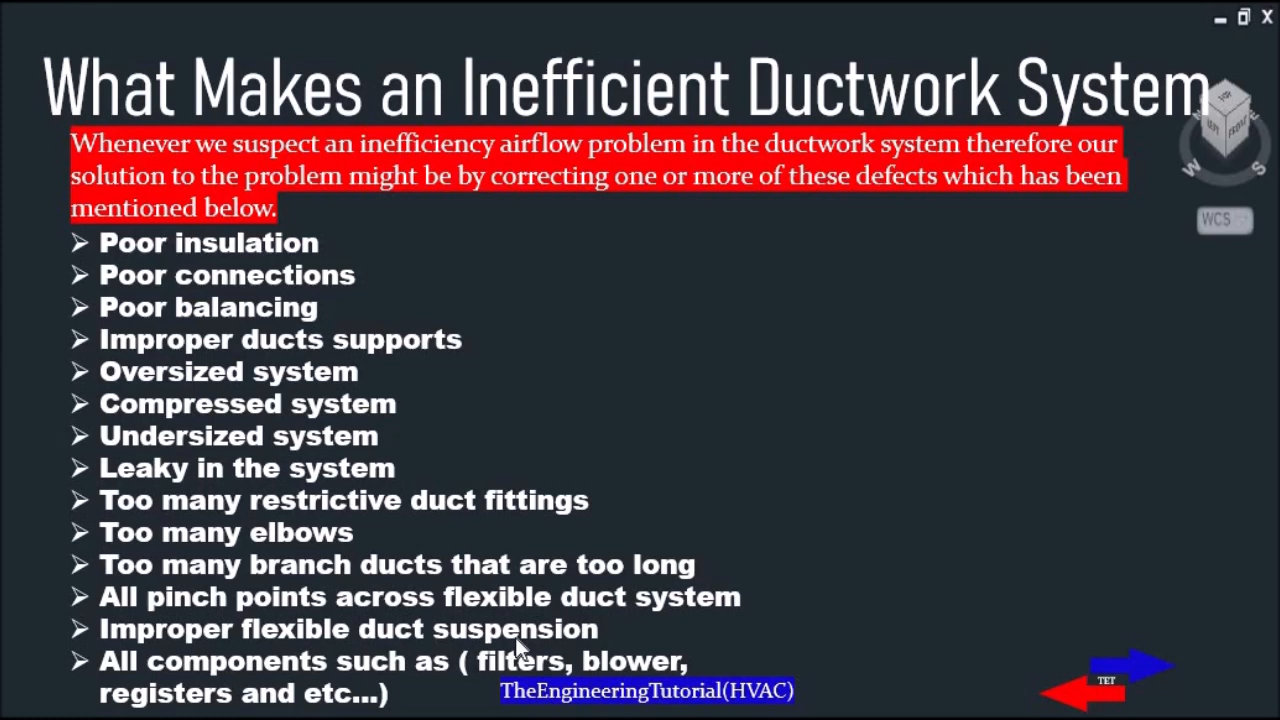 What Makes an Inefficient Ductwork System
Whenever we suspect an inefficiency airflow problem in the ductwork system therefore our
solution to the problem might be by correcting one or more of these defects which has been
mentioned below.
➢ Poor insulation
➢ Poor connections
➢ Poor balancing
➢ Improper ducts supports
➢ Oversized system
➢ Compressed system
➢ Undersized system
➢ Leaky in the system
➢ Too many restrictive duct fittings
➢ Too many elbows
➢ Too many branch ducts that are too long
➢ All pinch points across flexible duct system
➢ Improper flexible duct suspension
➢ All components such as ( filters, blower,
registers and etc...)
TheEngineeringTutorial(HVAC)
TET
W
S
WCS